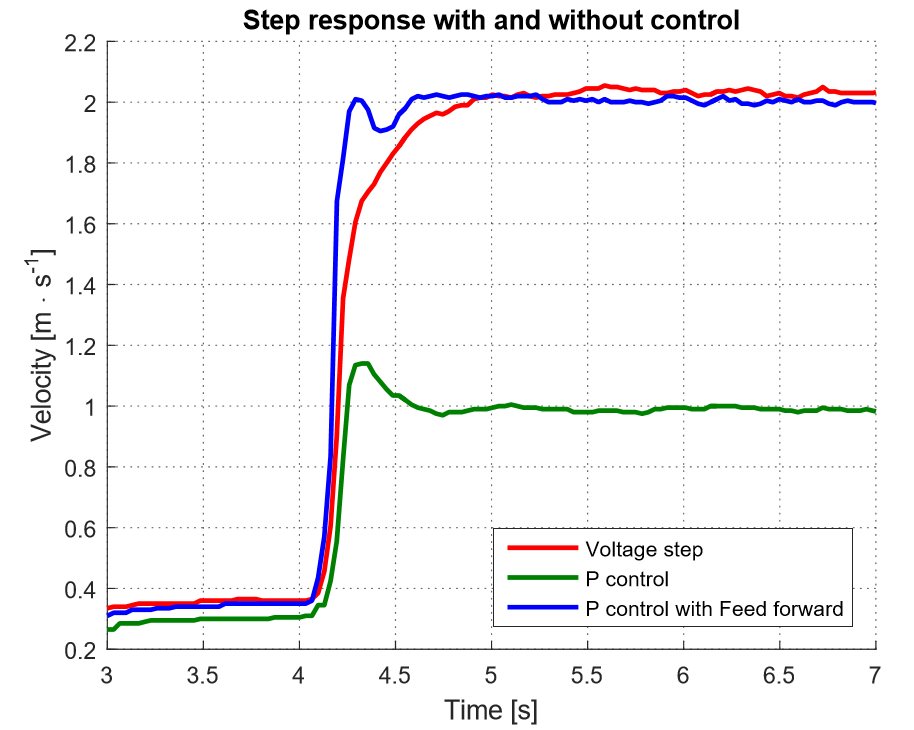 Step response with and without control
2.2
2
1.8
1.6
1.4
1.2
1
0.8
0.6
0.4
0.2
Velocity [m · s⁻¹]
Voltage step
P control
P control with Feed forward
3 3.5 4 4.5 5 5.5 6 6.5 7
Time [s]